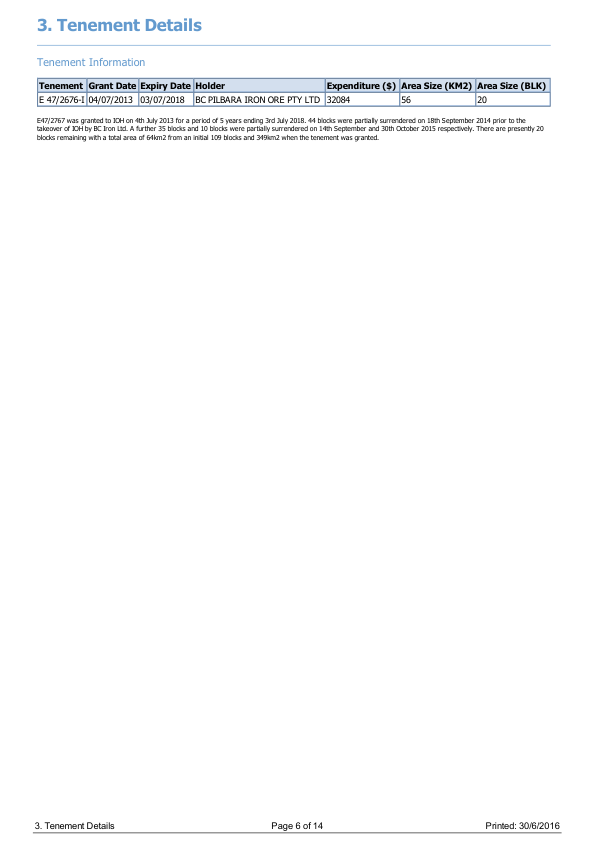 3. Tenement Details
Tenement Information
Tenement Grant Date Expiry Date Holder Expenditure ($) Area Size (KM2) Area Size (BLK)
E 47/2676-I 04/07/2013 03/07/2018 BC PILBARA IRON ORE PTY LTD 32084 56 20
E47/2767 was granted to IOH on 4th July 2013 for a period of 5 years ending 3rd July 2018. 44 blocks were partially surrendered on 18th September 2014 prior to the
takeover of IOH by BC Iron Ltd. A further 35 blocks and 10 blocks were partially surrendered on 14th September and 30th October 2015 respectively. There are presently 20
blocks remaining with a total area of 64km2 from an initial 109 blocks and 349km2 when the tenement was granted.
3. Tenement Details Page 6 of 14 Printed: 30/6/2016